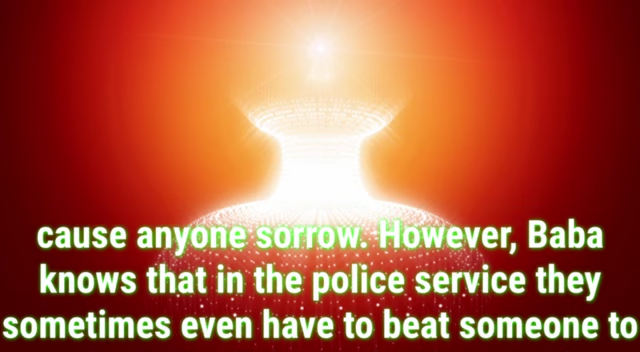 cause anyone sorrow. However, Baba
knows that in the police service they
sometimes even have to beat someone to